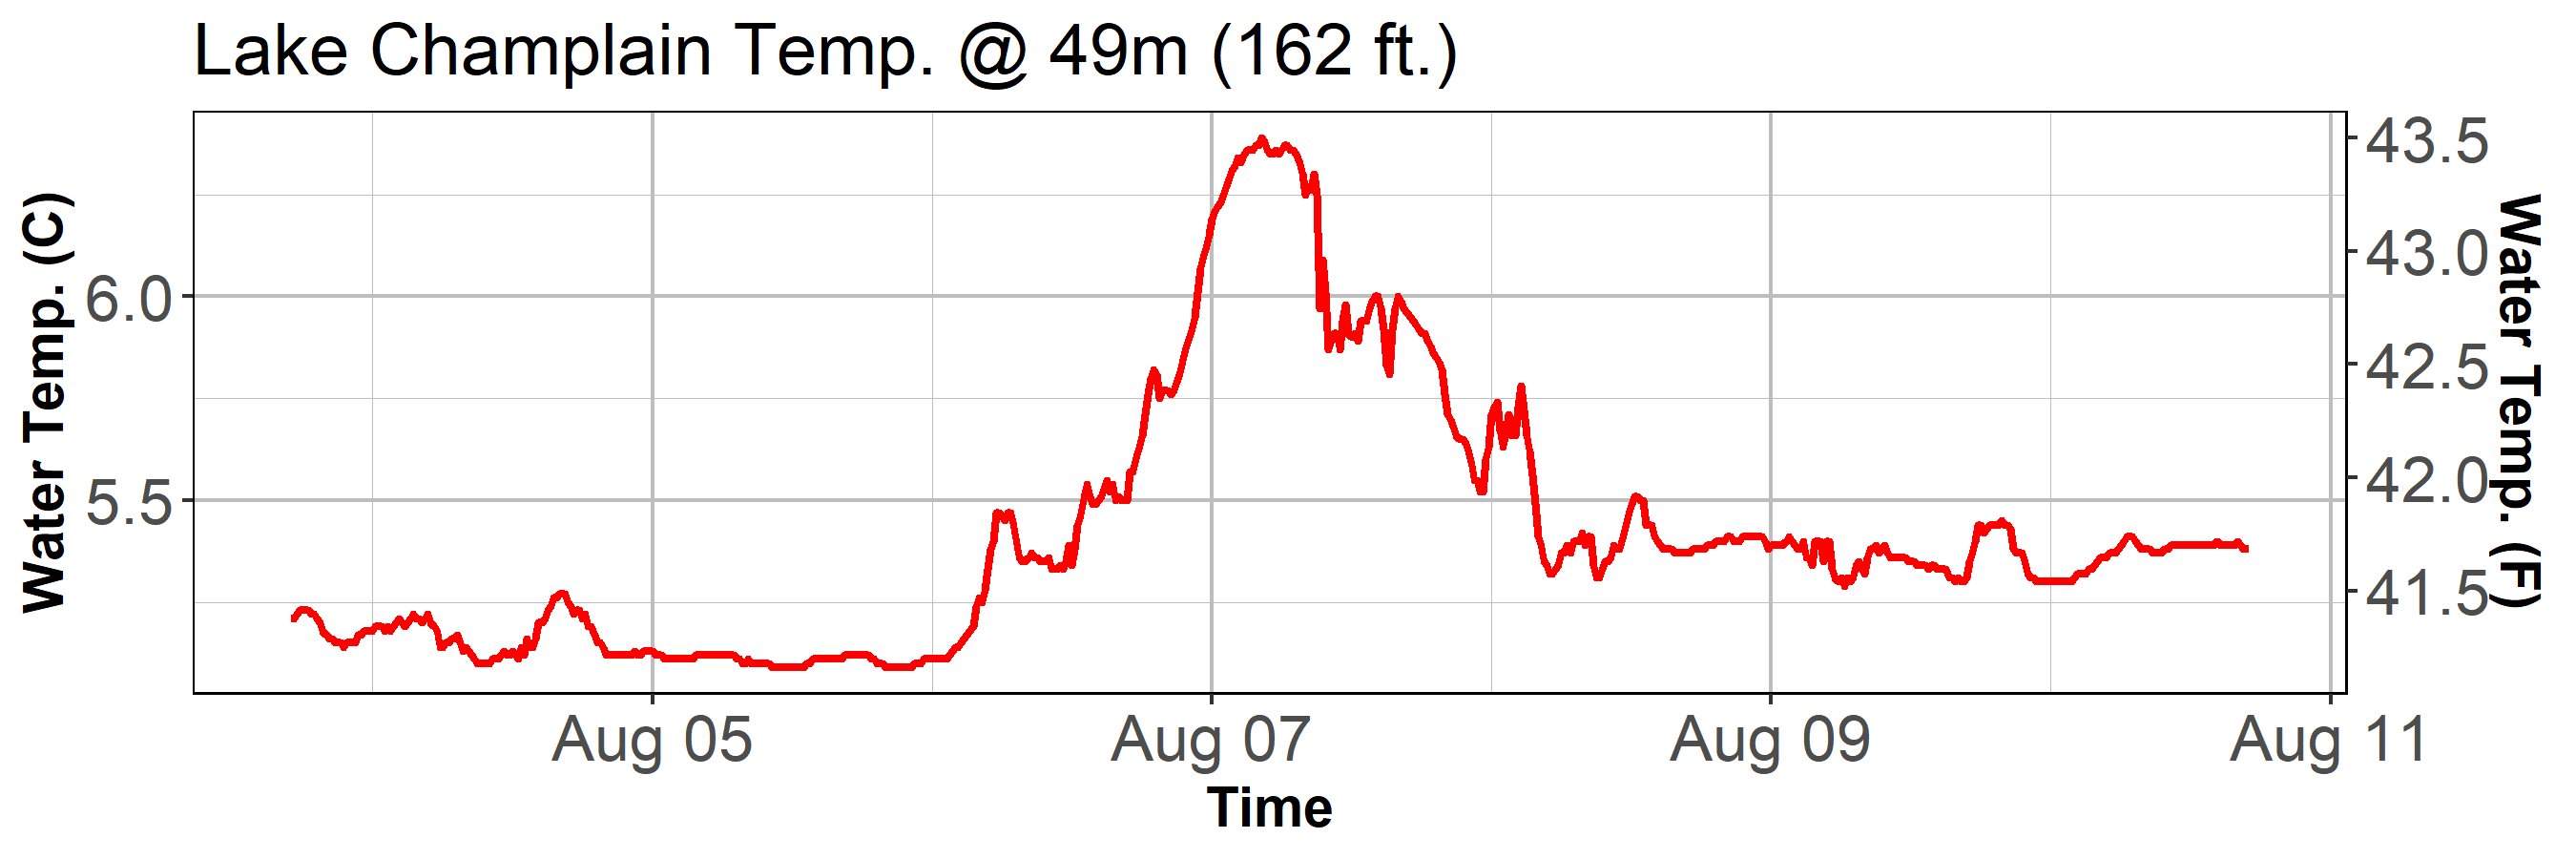 Lake Champlain Temp. @ 49m (162 ft.)
Water Temp. (C)
6.0
5.5
43.5
43.0
42.5
42.0
41.5
Water Temp. (F)
Aug 05
Aug 07
Aug 09
Aug 11
Time